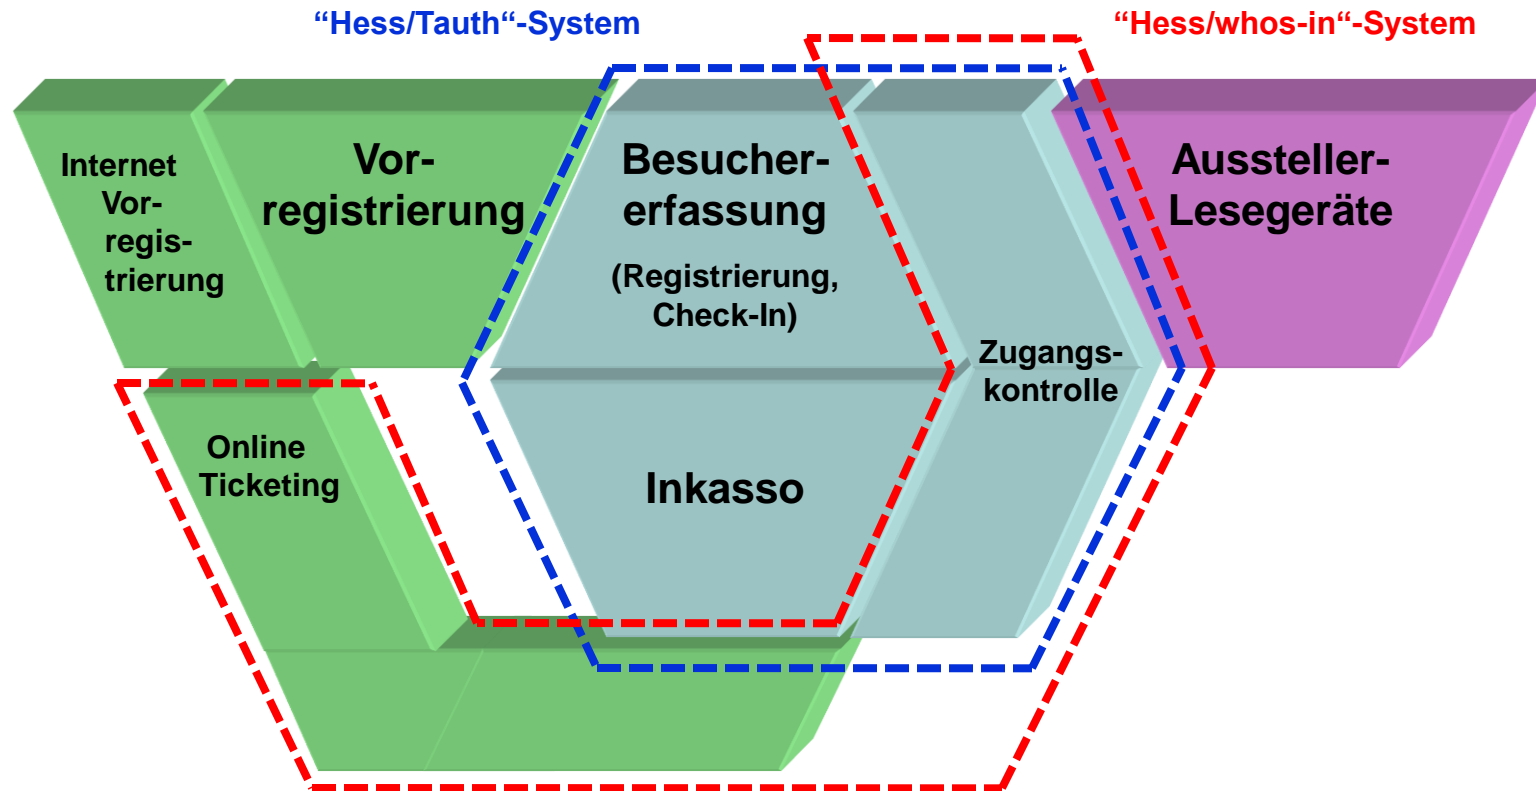 “Hess/Tauth“-System
“Hess/whos-in“-System
Internet
Vor-
regis-
trierung
Vor-
registrierung
Besucher-
erfassung
(Registrierung,
Check-In)
Aussteller-
Lesegeräte
Zugangs-
kontrolle
Online
Ticketing
Inkasso